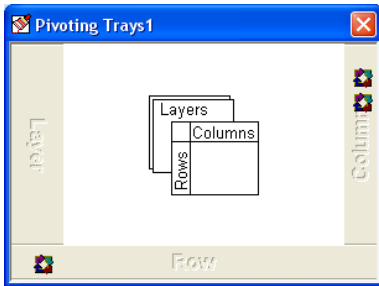 Pivoting Trays1
Layer
Layers
Columns
Rows
Column
Row